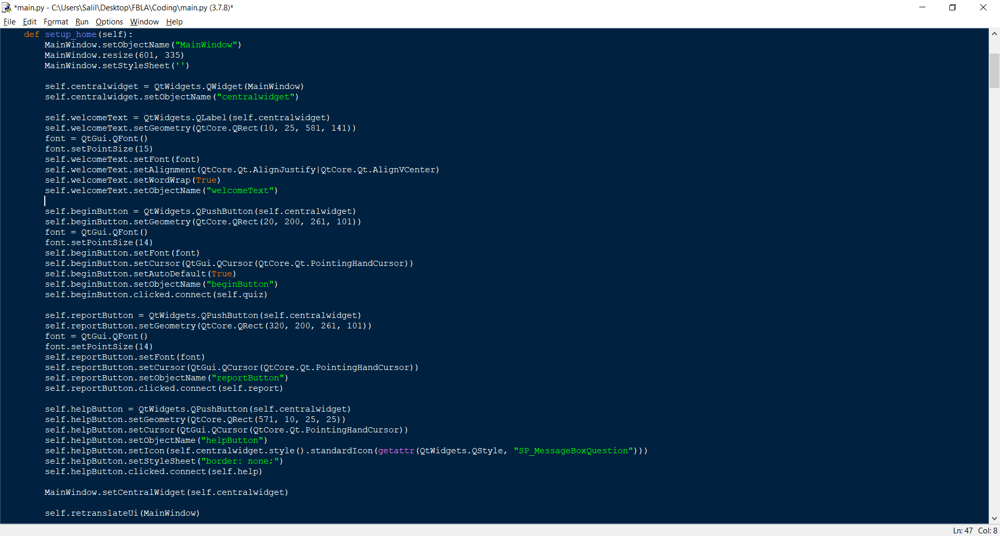 *main.py - C:\Users\Salil\Desktop\FBLA\Coding\main.py (3.7.8)*
File Edit Format Run Options Window Help
    def setup_home(self):
        MainWindow.setObjectName("MainWindow")
        MainWindow.resize(601, 335)
        MainWindow.setStyleSheet('')

        self.centralwidget = QtWidgets.QWidget(MainWindow)
        self.centralwidget.setObjectName("centralwidget")

        self.welcomeText = QtWidgets.QLabel(self.centralwidget)
        self.welcomeText.setGeometry(QtCore.QRect(10, 25, 581, 141))
        font = QtGui.QFont()
        font.setPointSize(15)
        self.welcomeText.setFont(font)
        self.welcomeText.setAlignment(QtCore.Qt.AlignJustify|QtCore.Qt.AlignVCenter)
        self.welcomeText.setWordWrap(True)
        self.welcomeText.setObjectName("welcomeText")

        self.beginButton = QtWidgets.QPushButton(self.centralwidget)
        self.beginButton.setGeometry(QtCore.QRect(20, 200, 261, 101))
        font = QtGui.QFont()
        font.setPointSize(14)
        self.beginButton.setFont(font)
        self.beginButton.setCursor(QtGui.QCursor(QtCore.Qt.PointingHandCursor))
        self.beginButton.setAutoDefault(True)
        self.beginButton.setObjectName("beginButton")
        self.beginButton.clicked.connect(self.quiz)

        self.reportButton = QtWidgets.QPushButton(self.centralwidget)
        self.reportButton.setGeometry(QtCore.QRect(320, 200, 261, 101))
        font = QtGui.QFont()
        font.setPointSize(14)
        self.reportButton.setFont(font)
        self.reportButton.setCursor(QtGui.QCursor(QtCore.Qt.PointingHandCursor))
        self.reportButton.setObjectName("reportButton")
        self.reportButton.clicked.connect(self.report)

        self.helpButton = QtWidgets.QPushButton(self.centralwidget)
        self.helpButton.setGeometry(QtCore.QRect(571, 10, 25, 25))
        self.helpButton.setCursor(QtGui.QCursor(QtCore.Qt.PointingHandCursor))
        self.helpButton.setObjectName("helpButton")
        self.helpButton.setIcon(self.centralwidget.style().standardIcon(getattr(QtWidgets.QStyle, "SP_MessageBoxQuestion")))
        self.helpButton.setStyleSheet("border: none;")
        self.helpButton.clicked.connect(self.help)

        MainWindow.setCentralWidget(self.centralwidget)

        self.retranslateUi(MainWindow)
Ln: 47 Col: 8